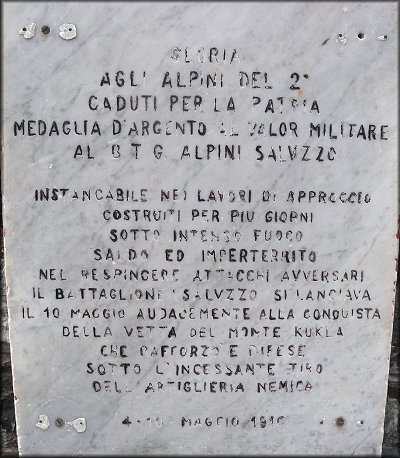 GLORIA
AGLI ALPINI DEL 2°
CADUTI PER LA PATRIA
MEDAGLIA D'ARGENTO AL VALOR MILITARE
AL BTG. ALPINI SALUZZO
INSTANCABILE NEI LAVORI DI APPROCCIO
COSTRUITI PER PIU GIORNI
SOTTO INTENSO FUOCO
SALDO ED IMPERTERRITO
NEL RESPINGERE ATTACCHI AVVERSARI
IL BATTAGLIONE "SALUZZO" SI LANCIAVA
IL 10 MAGGIO AUDACEMENTE ALLA CONQUISTA
DELLA VETTA DEL MONTE KUKLA
CHE RAFFORZO E DIFESE
SOTTO L'INCESSANTE TIRO
DELL'ARTIGLIERIA NEMICA
MAGGIO 1916